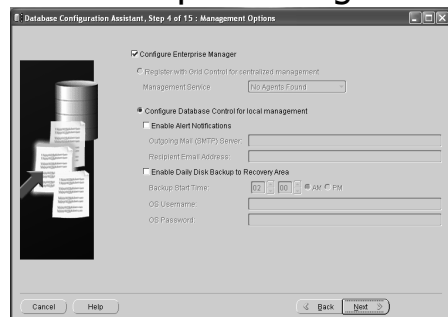 Database Configuration Assistant, Step 4 of 15 : Management Options
Configure Enterprise Manager
Register with Grid Control for centralized management
Management Service No Agents Found
Configure Database Control for local management
Enable Alert Notifications
Outgoing Mail (SMTP) Server:
Recipient Email Address:
Enable Daily Disk Backup to Recovery Area
Backup Start Time: 02 00 AM PM
OS Username:
OS Password:
Cancel Help Back Next